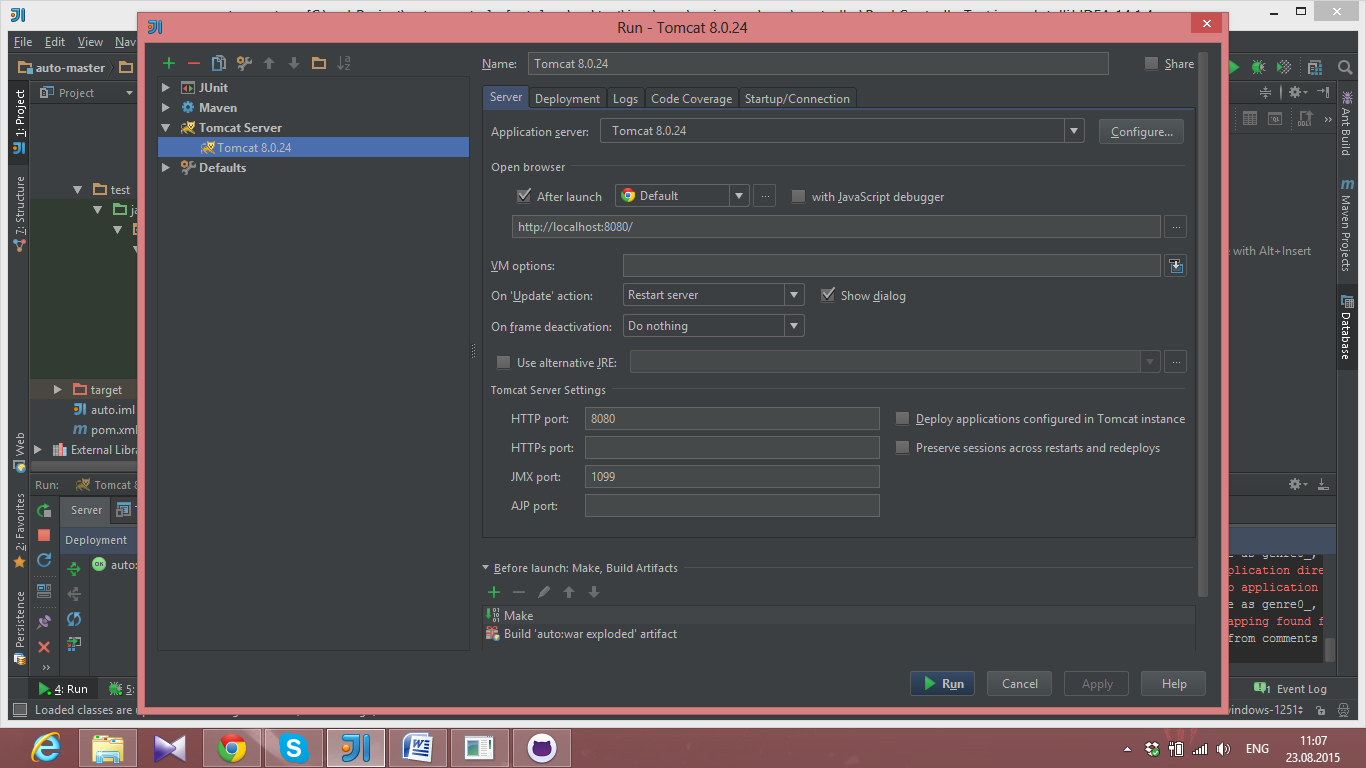 Run - Tomcat 8.0.24
File Edit View Nav
auto-master
Project
1: Project
7: Structure
Web
2: Favorites
Persistence
test
ja
target
auto.iml
pom.xml
External Libra
Name: Tomcat 8.0.24 Share
JUnit
Maven
Tomcat Server
Tomcat 8.0.24
Defaults
Server Deployment Logs Code Coverage Startup/Connection
Application server: Tomcat 8.0.24 Configure...
Open browser
After launch Default ... with JavaScript debugger
http://localhost:8080/ ...
VM options:
On 'Update' action: Restart server Show dialog
On frame deactivation: Do nothing
Use alternative JRE: ...
Tomcat Server Settings
HTTP port: 8080 Deploy applications configured in Tomcat instance
HTTPs port: Preserve sessions across restarts and redeploys
JMX port: 1099
AJP port:
Before launch: Make, Build Artifacts
Make
Build 'auto:war exploded' artifact
Run Cancel Apply Help
Ant Build
Maven Projects
Database
with Alt+Insert
Run: Tomcat 8
Server
Deployment
OK auto:
as genre0_,
plication dire
application
e as genre0_,
apping found f
from comments
4: Run 5:
1 Event Log
Loaded classes are
indows-1251
ENG
11:07
23.08.2015